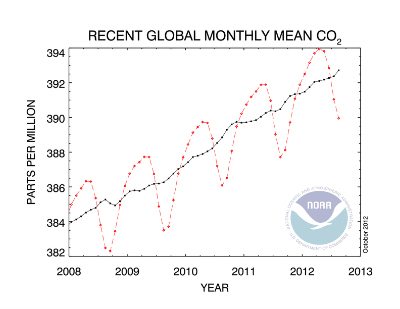 RECENT GLOBAL MONTHLY MEAN CO2
PARTS PER MILLION
394
392
390
388
386
384
382
2008
2009
2010
2011
2012
2013
YEAR
NOAA
October 2012